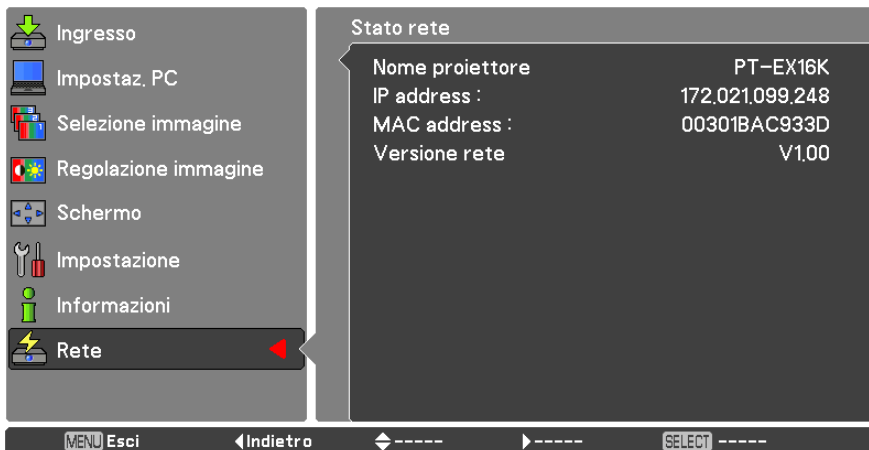 Ingresso
Impostaz. PC
Selezione immagine
Regolazione immagine
Schermo
Impostazione
Informazioni
Rete
Stato rete
Nome proiettore PT-EX16K
IP address : 172.021.099.248
MAC address : 00301BAC933D
Versione rete V1.00
MENU Esci ◀Indietro ◆----- ▶----- SELECT -----